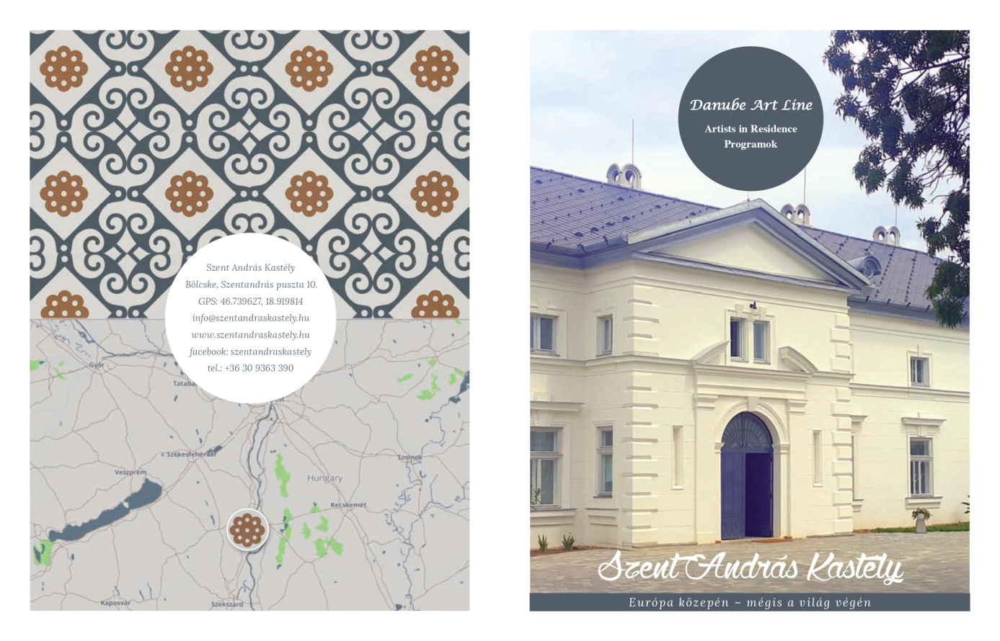 Szent András Kastély
Bölcske, Szentandrás puszta 10.
GPS: 46.739627, 18.919814
info@szentandraskastely.hu
www.szentandraskastely.hu
facebook: szentandraskastely
tel.: +36 30 9363 390
Győr
Székesfehérvár
Veszprém
Szolnok
Hungary
Kecskemét
Kaposvár
Szekszárd
Danube Art Line
Artists in Residence
Programok
Szent András Kastély
Európa közepén – mégis a világ végén